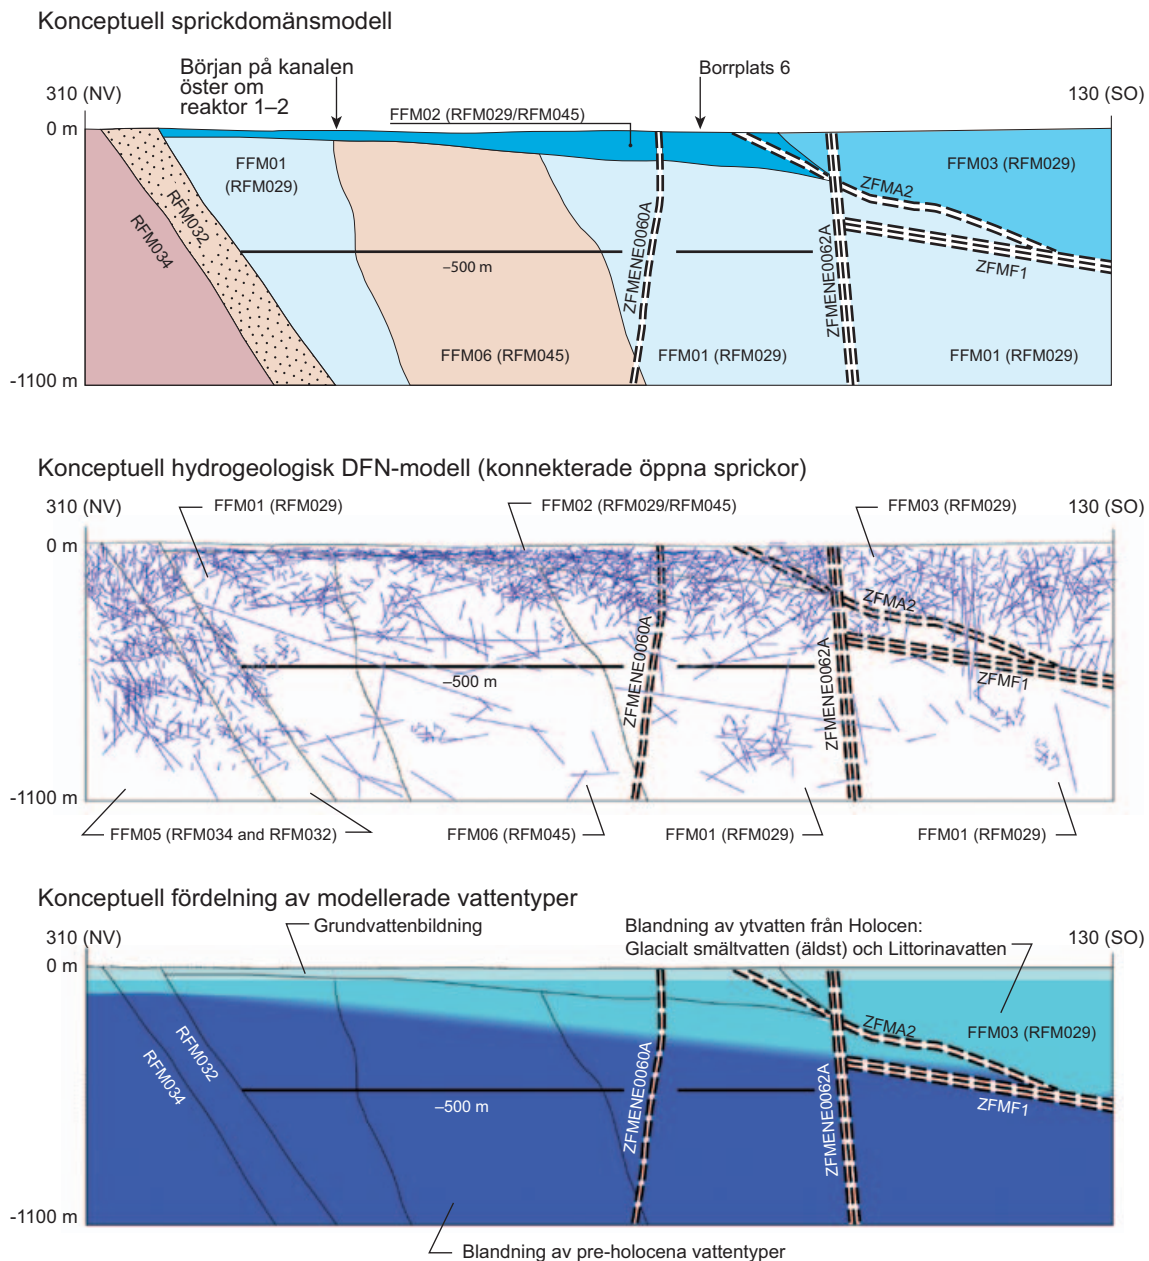 Konceptuell sprickdomänsmodell
Början på kanalen
öster om
reaktor 1–2
Borrplats 6
310 (NV)
130 (SO)
FFM02 (RFM029/RFM045)
0 m
FFM01
(RFM029)
FFM03 (RFM029)
RFM032
RFM034
ZFMA2
ZFMENE0060A
ZFMENE0062A
–500 m
ZFMF1
FFM06 (RFM045)
FFM01 (RFM029)
FFM01 (RFM029)
-1100 m
Konceptuell hydrogeologisk DFN-modell (konnekterade öppna sprickor)
310 (NV)
FFM01 (RFM029)
FFM02 (RFM029/RFM045)
FFM03 (RFM029)
130 (SO)
0 m
ZFMA2
ZFMENE0060A
ZFMENE0062A
–500 m
ZFMF1
-1100 m
FFM05 (RFM034 and RFM032)
FFM06 (RFM045)
FFM01 (RFM029)
FFM01 (RFM029)
Konceptuell fördelning av modellerade vattentyper
Grundvattenbildning
Blandning av ytvatten från Holocen:
Glacialt smältvatten (äldst) och Littorinavatten
310 (NV)
130 (SO)
0 m
ZFMA2
FFM03 (RFM029)
RFM032
RFM034
ZFMENE0060A
ZFMENE0062A
–500 m
ZFMF1
-1100 m
Blandning av pre-holocena vattentyper